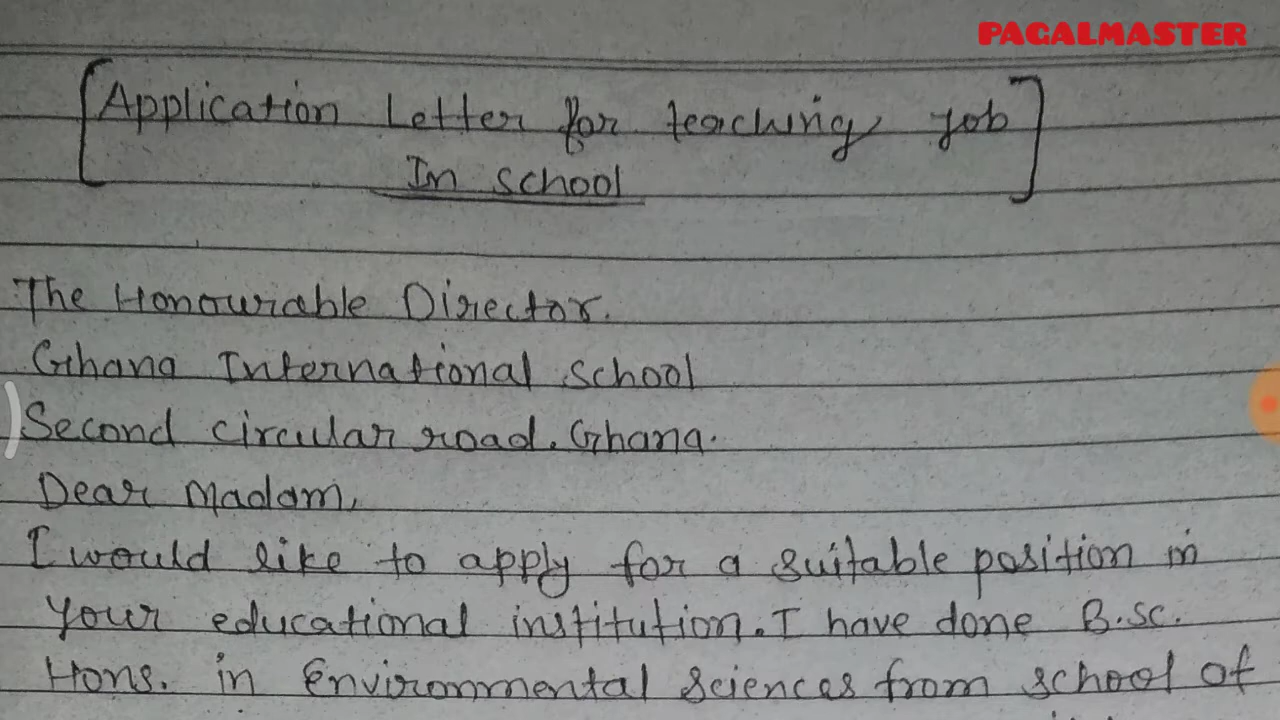 PAGALMASTER
[Application Letter for teaching job]
In school
The Honourable Director.
Ghana International school
Second circular road. Ghana.
Dear Madam,
I would like to apply for a suitable position in
your educational institution. I have done B.sc.
Hons. in Environmental sciences from school of